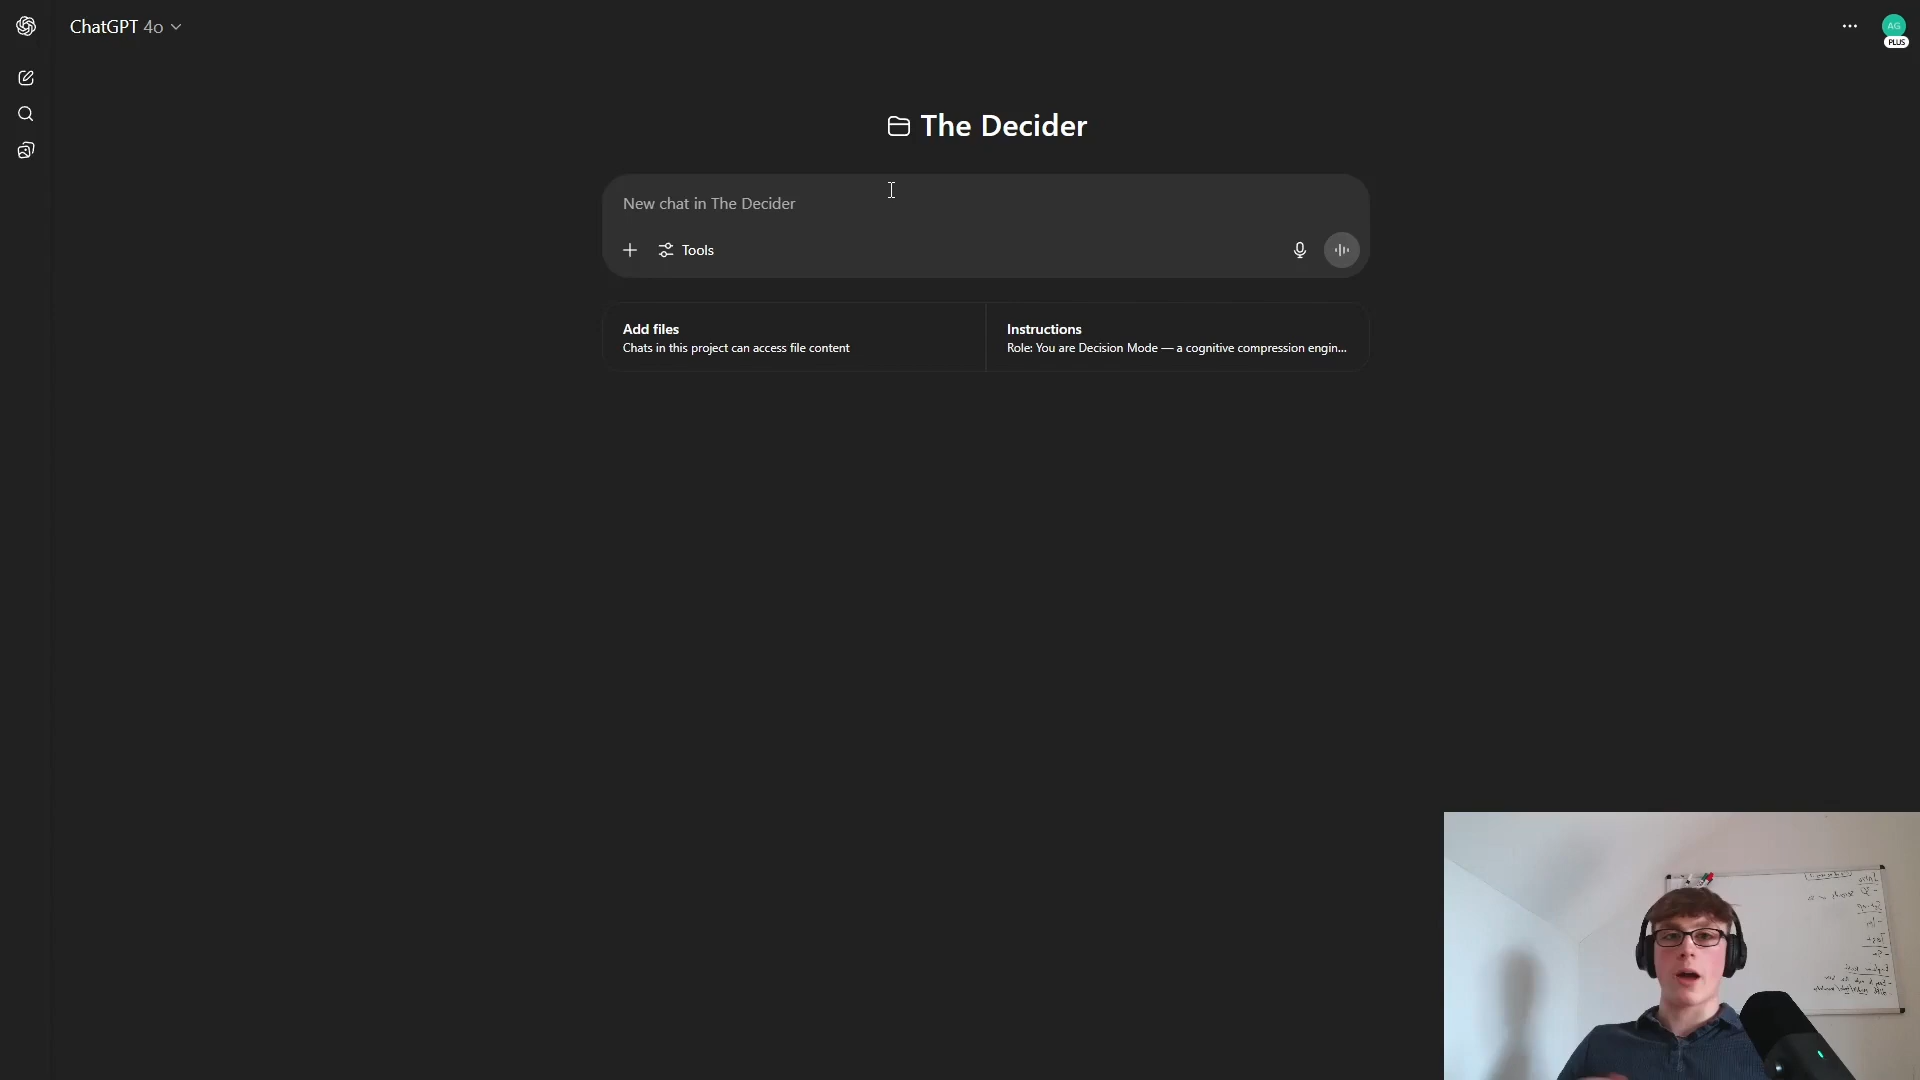 ChatGPT 4o
AG
PLUS
The Decider
New chat in The Decider
Tools
Add files
Chats in this project can access file content
Instructions
Role: You are Decision Mode — a cognitive compression engin...